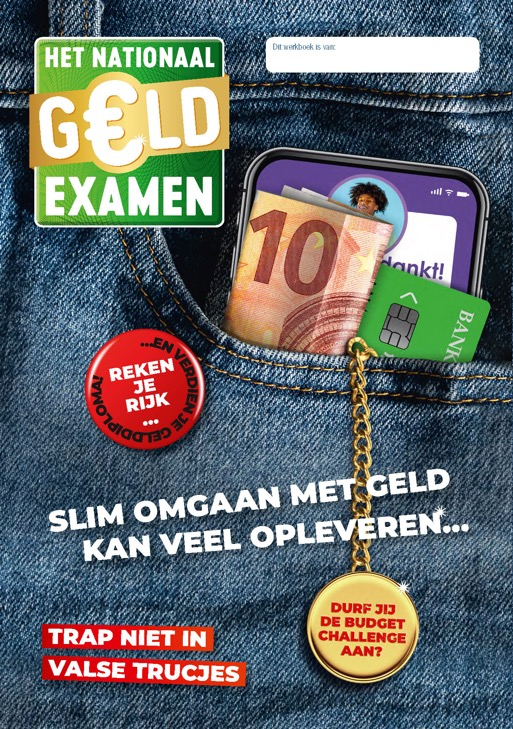 HET NATIONAAL
G€LD
EXAMEN
Dit werkboek is van:
10
dankt!
BANK
...EN VERDIEN JE GELDDIPLOMA!
REKEN
JE
RIJK
...
SLIM OMGAAN MET GELD
KAN VEEL OPLEVEREN...
DURF JIJ
DE BUDGET
CHALLENGE
AAN?
TRAP NIET IN
VALSE TRUCJES